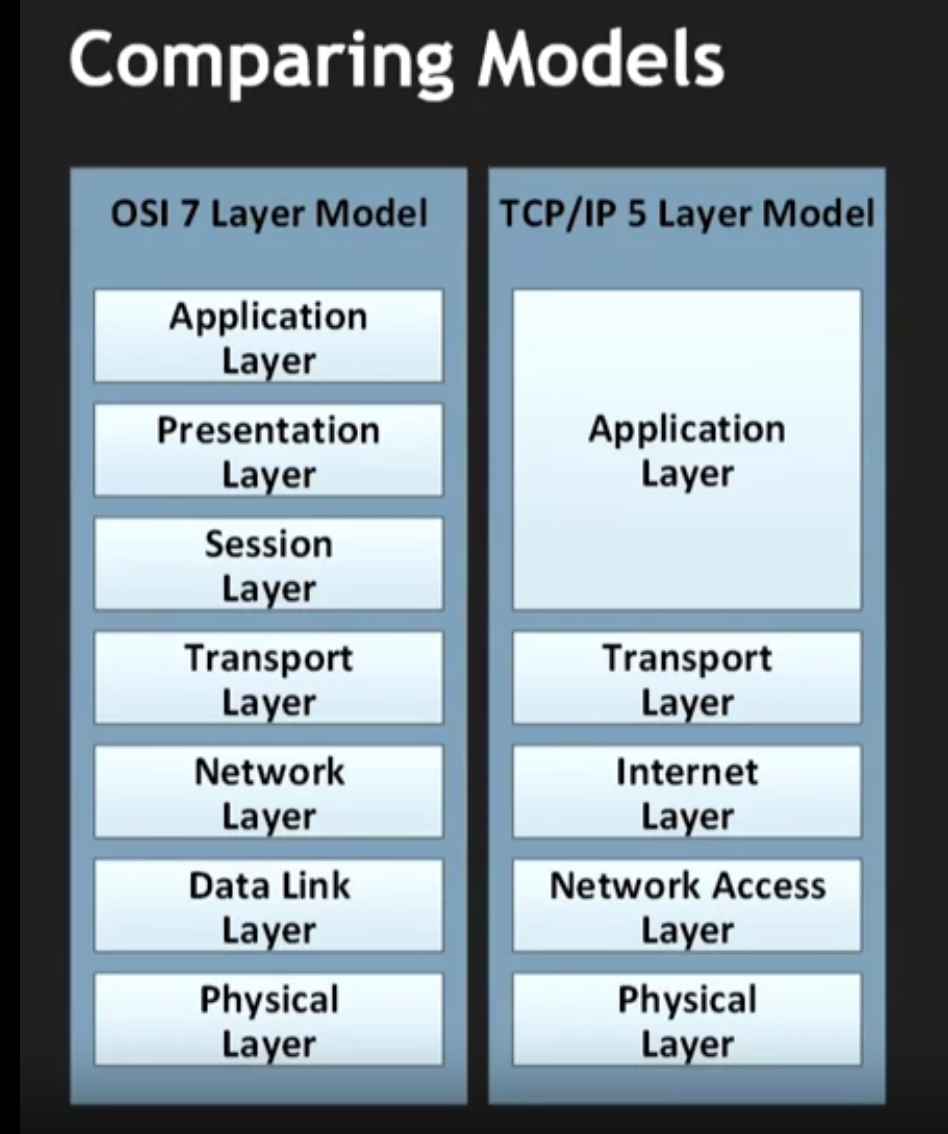 Comparing Models
OSI 7 Layer Model
Application
Layer
Presentation
Layer
Session
Layer
Transport
Layer
Network
Layer
Data Link
Layer
Physical
Layer
TCP/IP 5 Layer Model
Application
Layer
Transport
Layer
Internet
Layer
Network Access
Layer
Physical
Layer